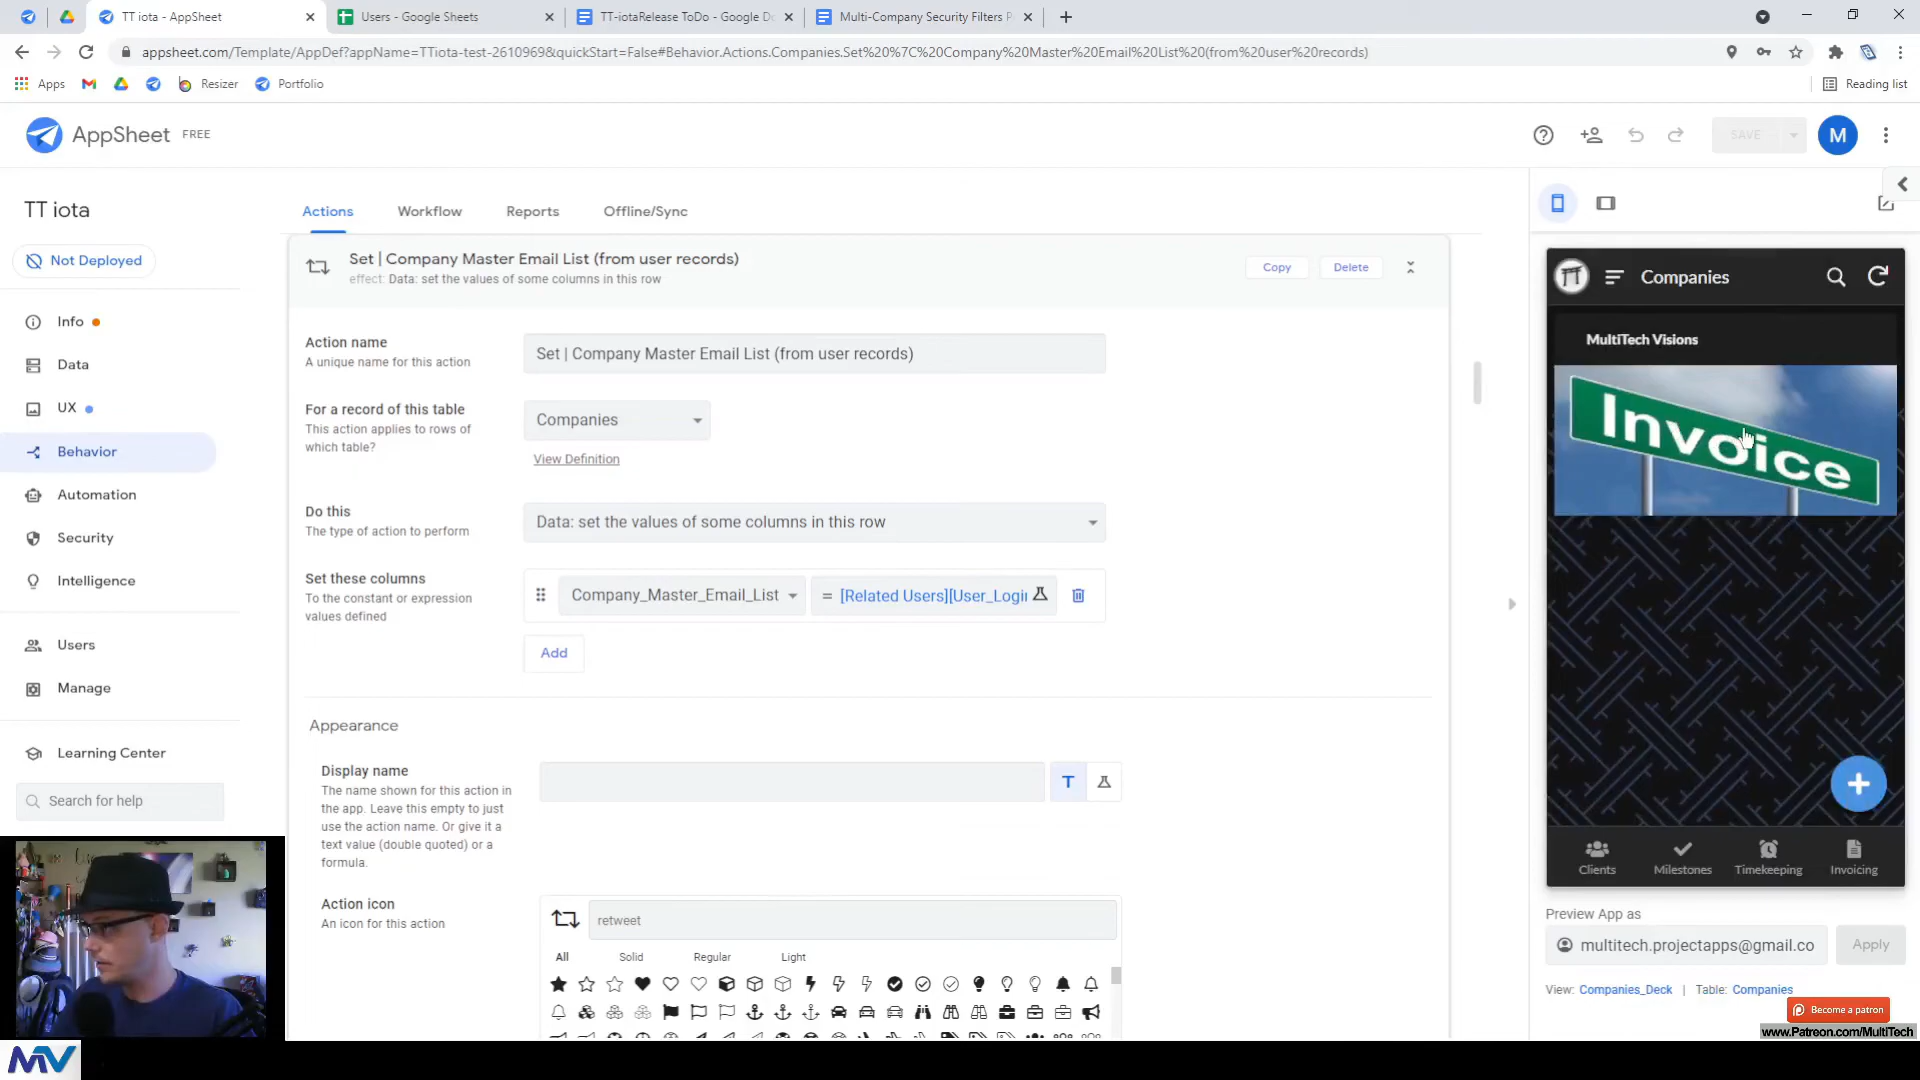 TT iota - AppSheet
Users - Google Sheets
TT-iotaRelease ToDo - Google Do
Multi-Company Security Filters P
appsheet.com/Template/AppDef?appName=TTiota-test-2610969&quickStart=False#Behavior.Actions.Companies.Set%20%7C%20Company%20Master%20Email%20List%20(from%20user%20records)
Apps
Resizer
Portfolio
Reading list
AppSheet FREE
SAVE
M
TT iota
Not Deployed
Info
Data
UX
Behavior
Automation
Security
Intelligence
Users
Manage
Learning Center
Search for help
Actions
Workflow
Reports
Offline/Sync
Set | Company Master Email List (from user records)
effect: Data: set the values of some columns in this row
Copy
Delete
Action name
A unique name for this action
Set | Company Master Email List (from user records)
For a record of this table
This action applies to rows of
which table?
Companies
View Definition
Do this
The type of action to perform
Data: set the values of some columns in this row
Set these columns
To the constant or expression
values defined
Company_Master_Email_List
= [Related Users][User_Login
Add
Appearance
Display name
The name shown for this action in
the app. Leave this empty to just
use the action name. Or give it a
text value (double quoted) or a
formula.
T
Action icon
An icon for this action
retweet
All
Solid
Regular
Light
Companies
MultiTech Visions
Invoice
Clients
Milestones
Timekeeping
Invoicing
Preview App as
multitech.projectapps@gmail.co
Apply
View: Companies_Deck | Table: Companies
Become a patron
www.Patreon.com/MultiTech
MV